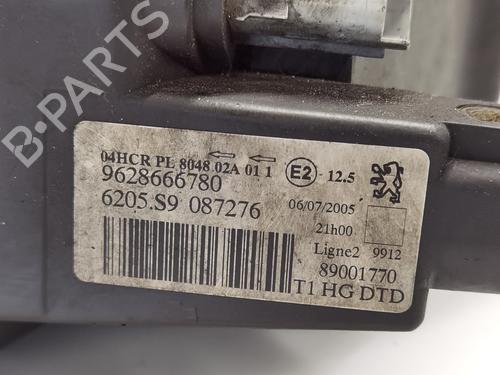 B-PARTS
04HCR PL 8048 02A 01 1 E2 - 12.5
9628666780
6205.S9 087276 06/07/2005
21h00
Ligne2 9912
89001770
T1 HG DTD